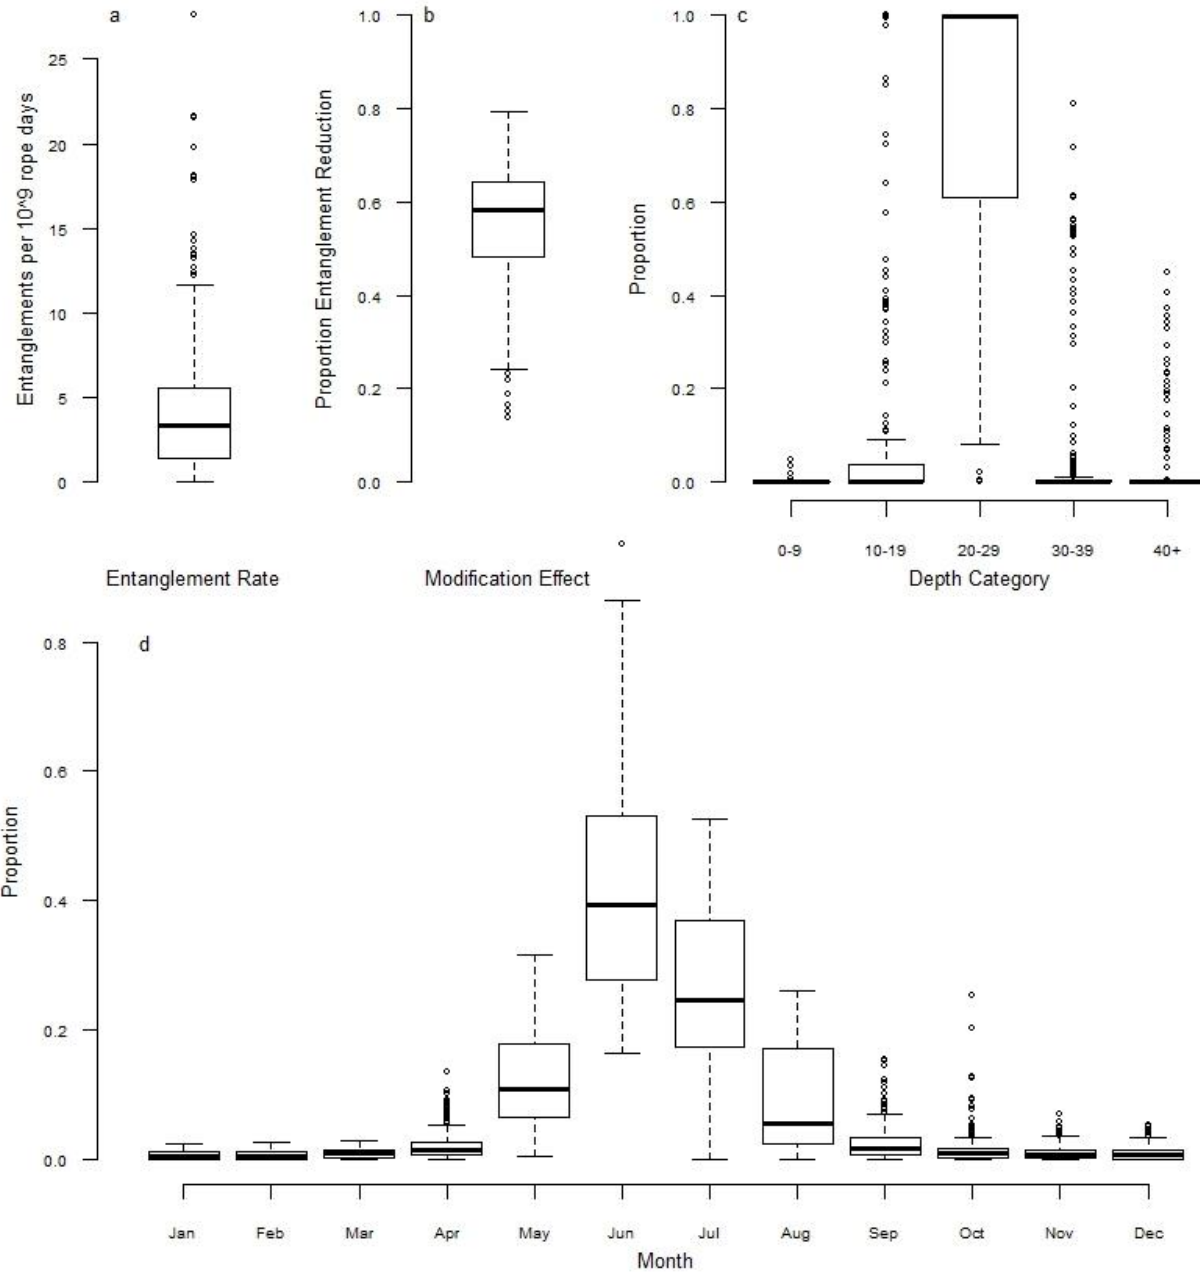 a
Entanglements per 10^9 rope days
25
20
15
10
5
0
Entanglement Rate
b
Proportion Entanglement Reduction
1.0
0.8
0.6
0.4
0.2
0.0
Modification Effect
c
Proportion
1.0
0.8
0.6
0.4
0.2
0.0
0-9 10-19 20-29 30-39 40+
Depth Category
d
Proportion
0.8
0.6
0.4
0.2
0.0
Jan Feb Mar Apr May Jun Jul Aug Sep Oct Nov Dec
Month